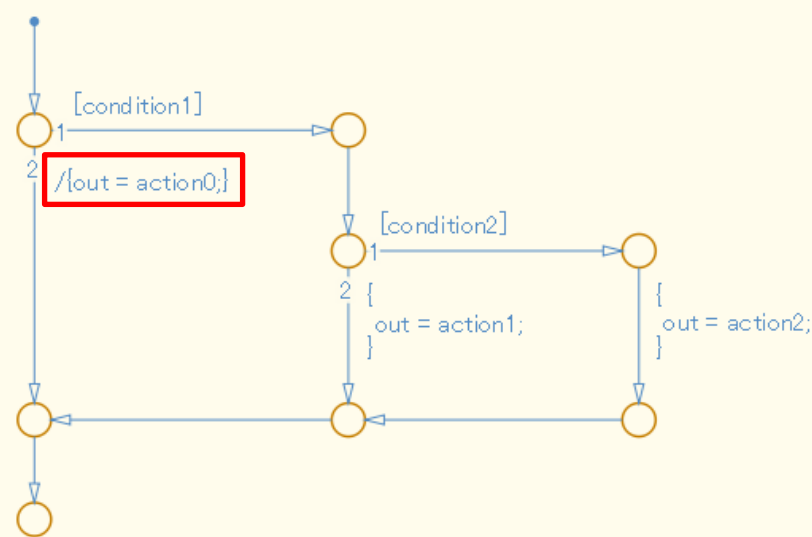 [condition1]
1
2
/{out = action0;}
[condition2]
1
2
{
out = action1;
}
{
out = action2;
}